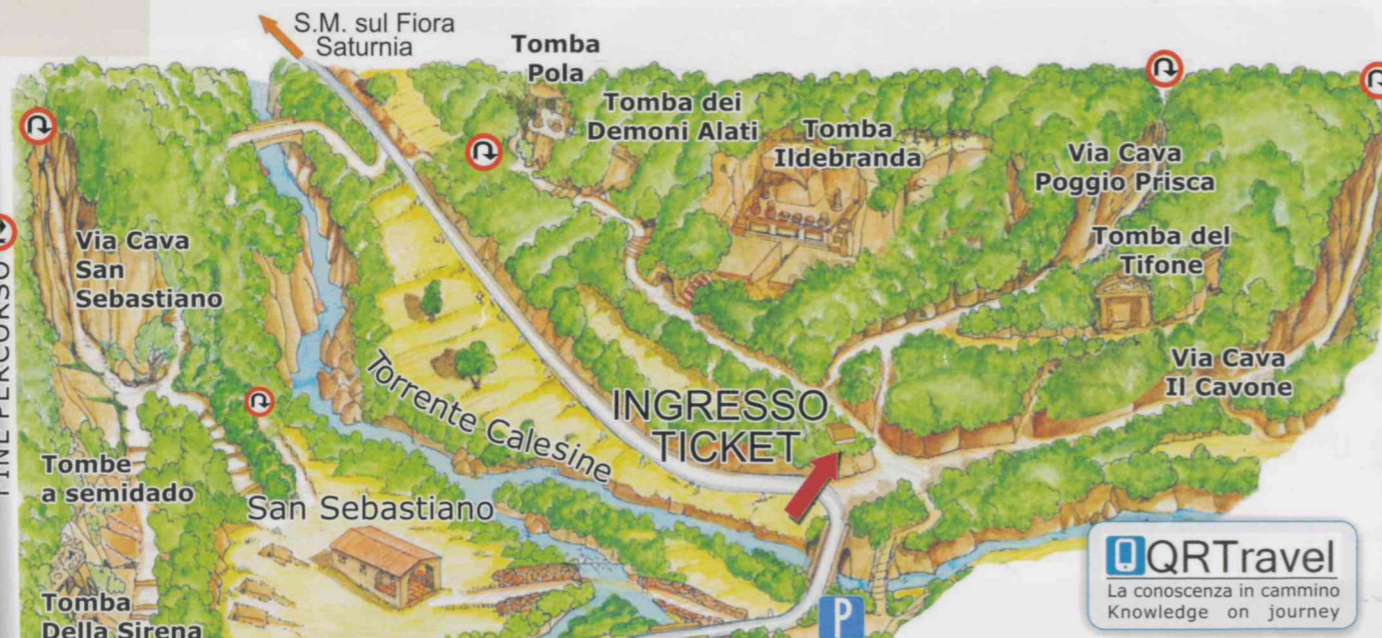 S.M. sul Fiora
Saturnia
Tomba
Pola
Tomba dei
Demoni Alati
Tomba
Ildebranda
Via Cava
Poggio Prisca
Via Cava
San
Sebastiano
Tomba del
Tifone
Via Cava
Il Cavone
FINE PERCORSO
Torrente Calesine
INGRESSO
TICKET
Tombe
a semidado
San Sebastiano
Tomba
Della Sirena
P
QRTravel
La conoscenza in cammino
Knowledge on journey